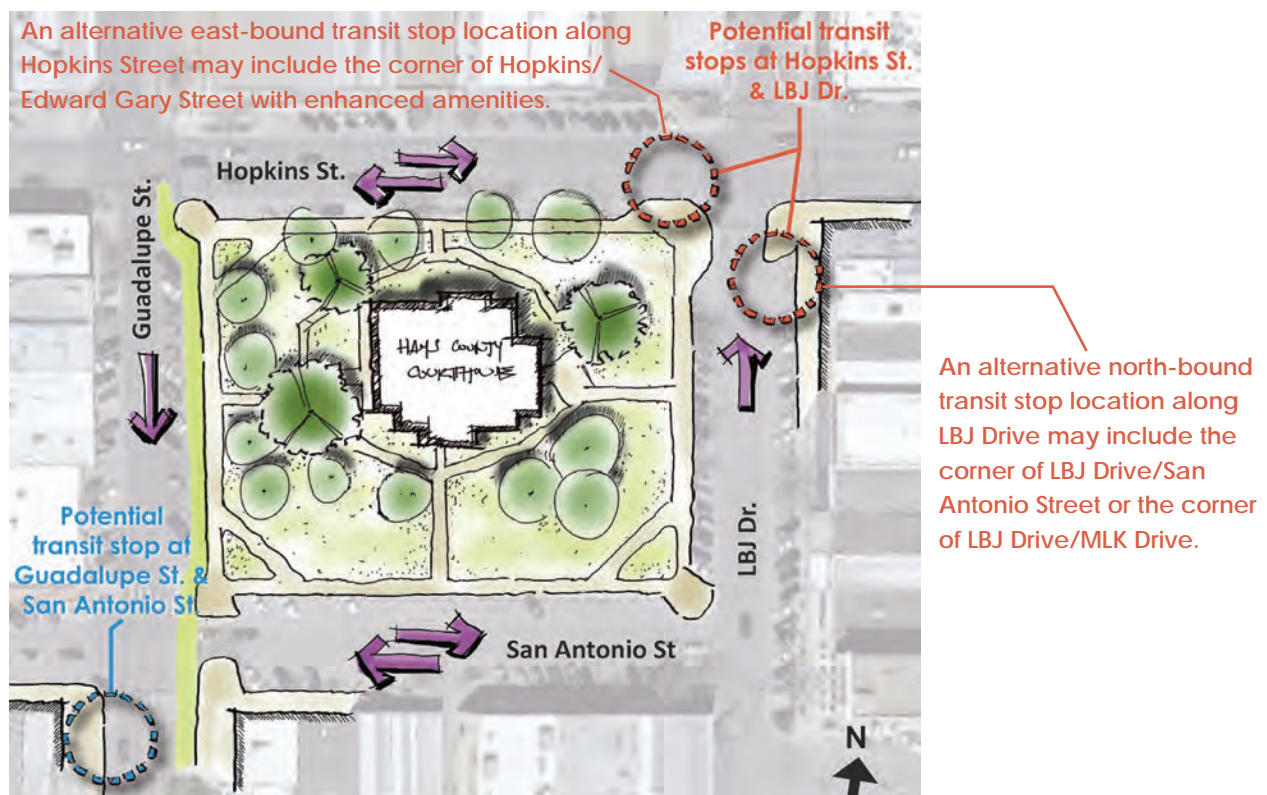 An alternative east-bound transit stop location along
Hopkins Street may include the corner of Hopkins/
Edward Gary Street with enhanced amenities.
Potential transit
stops at Hopkins St.
& LBJ Dr.
Hopkins St.
Guadalupe St.
HAYS COUNTY
COURTHOUSE
An alternative north-bound
transit stop location along
LBJ Drive may include the
corner of LBJ Drive/San
Antonio Street or the corner
of LBJ Drive/MLK Drive.
LBJ Dr.
Potential
transit stop at
Guadalupe St. &
San Antonio St.
San Antonio St
N